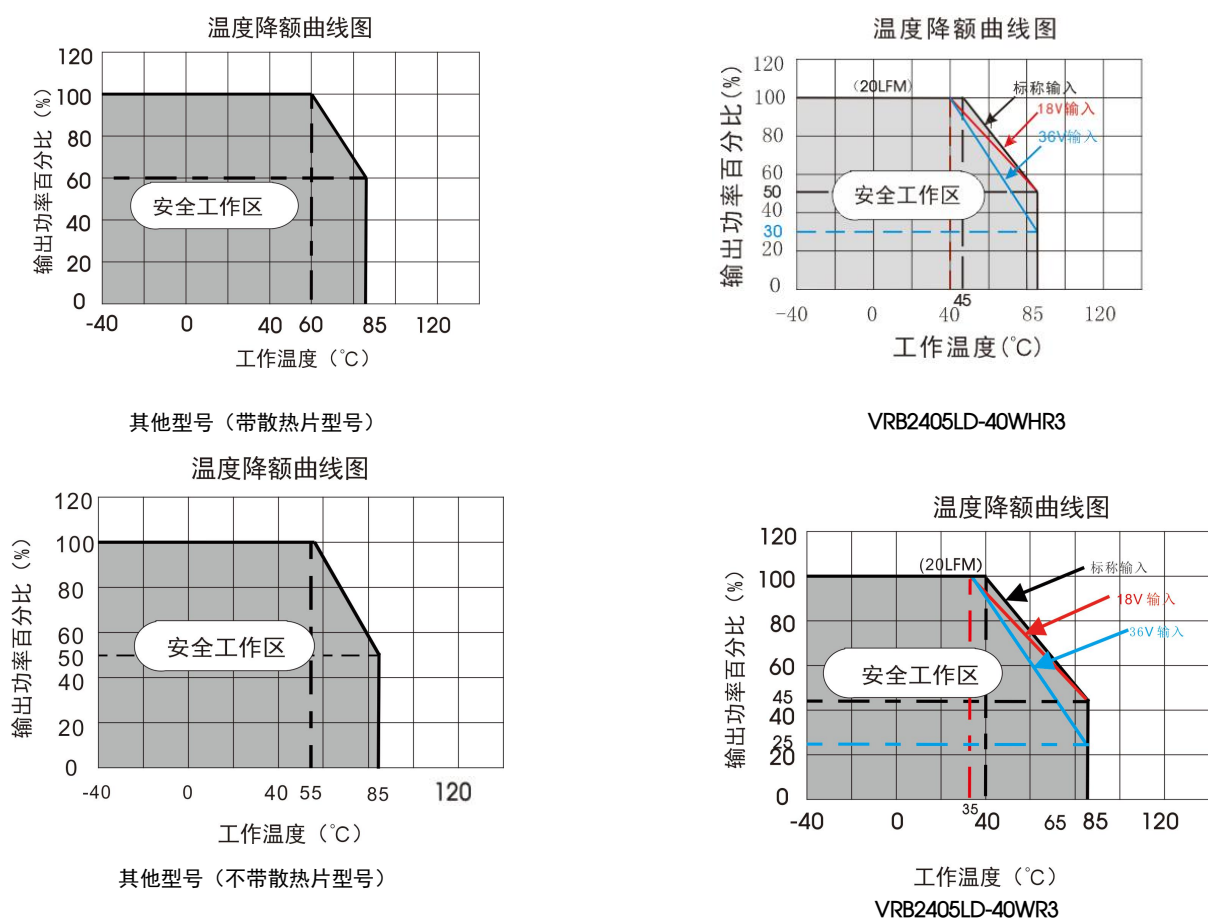 温度降额曲线图
输出功率百分比（%）
120
100
80
60
40
20
0
安全工作区
-40
0
40
60
85
120
工作温度（℃）
其他型号（带散热片型号）
温度降额曲线图
输出功率百分比(%)
120
100
80
60
50
40
30
20
0
（20LFM）
标称输入
18V输入
36V输入
安全工作区
-40
0
40
45
85
120
工作温度(℃)
VRB2405LD-40WHR3
温度降额曲线图
输出功率百分比（%）
120
100
80
60
50
40
20
0
安全工作区
-40
0
40
55
85
120
工作温度（℃）
其他型号（不带散热片型号）
温度降额曲线图
输出功率百分比（%）
120
100
80
60
45
40
25
20
0
(20LFM)
标称输入
18V 输入
36V 输入
安全工作区
-40
0
35
40
65
85
120
工作温度（℃）
VRB2405LD-40WR3